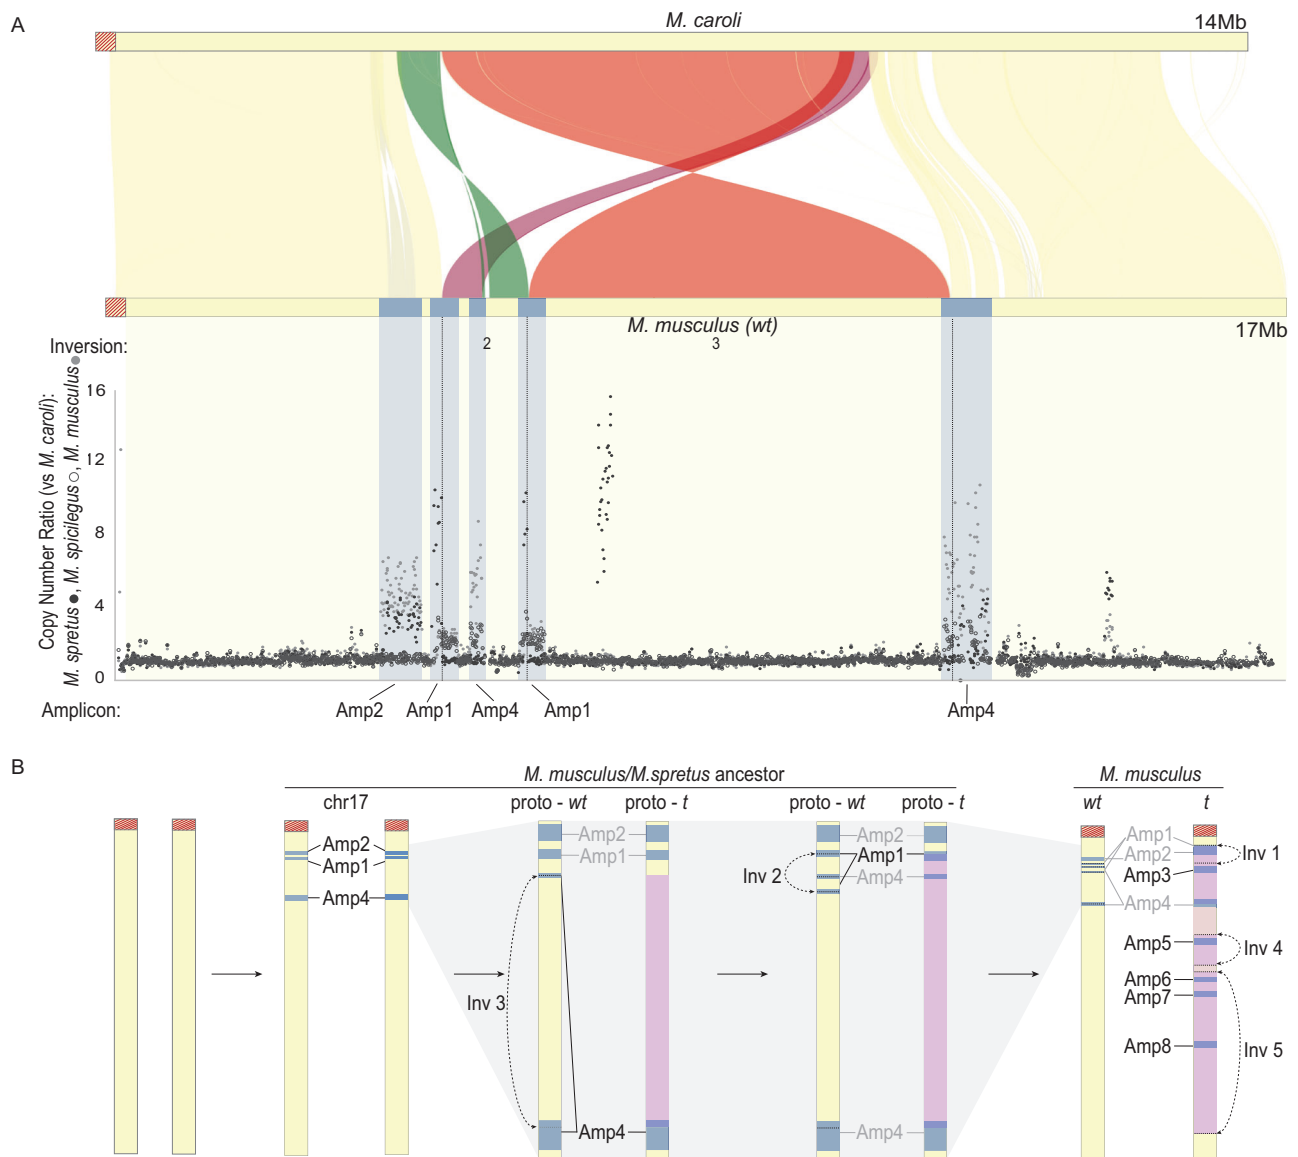 A
M. caroli
14Mb
M. musculus (wt)
17Mb
Inversion:
2
3
Copy Number Ratio (vs M. caroli):
M. spretus ●, M. spicilegus ○, M. musculus ●
16
12
8
4
0
Amplicon:
Amp2
Amp1
Amp4
Amp1
Amp4
B
M. musculus/M.spretus ancestor
M. musculus
chr17
proto - wt
proto - t
proto - wt
proto - t
wt
t
Amp2
Amp1
Amp4
Amp2
Amp1
Inv 3
Amp4
Amp2
Amp1
Inv 2
Amp4
Amp4
Amp1
Amp2
Inv 1
Amp3
Amp4
Amp5
Inv 4
Amp6
Amp7
Amp8
Inv 5